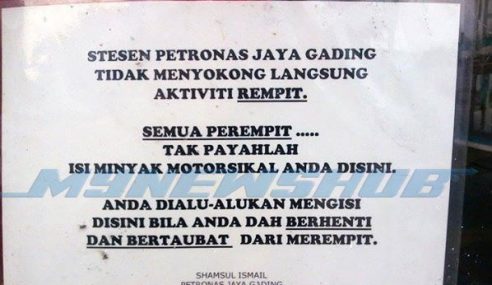 STESEN PETRONAS JAYA GADING
TIDAK MENYOKONG LANGSUNG
AKTIVITI REMPIT.
SEMUA PEREMPIT .....
TAK PAYAHLAH
ISI MINYAK MOTORSIKAL ANDA DISINI.
MYNEWSHUB
ANDA DIALU-ALUKAN MENGISI
DISINI BILA ANDA DAH BERHENTI
DAN BERTAUBAT DARI MEREMPIT.
SHAMSUL ISMAIL
PETRONAS JAYA GADING